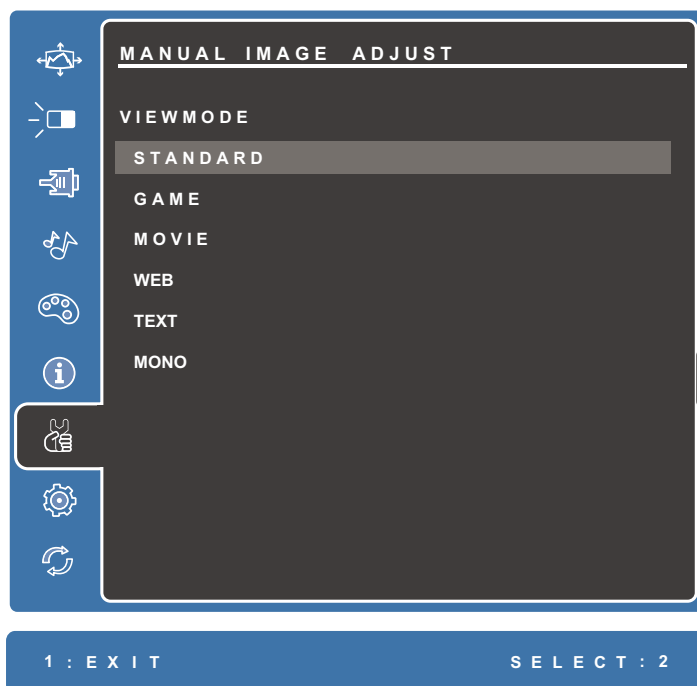 MANUAL IMAGE ADJUST
VIEWMODE
STANDARD
GAME
MOVIE
WEB
TEXT
MONO
1:EXIT SELECT:2